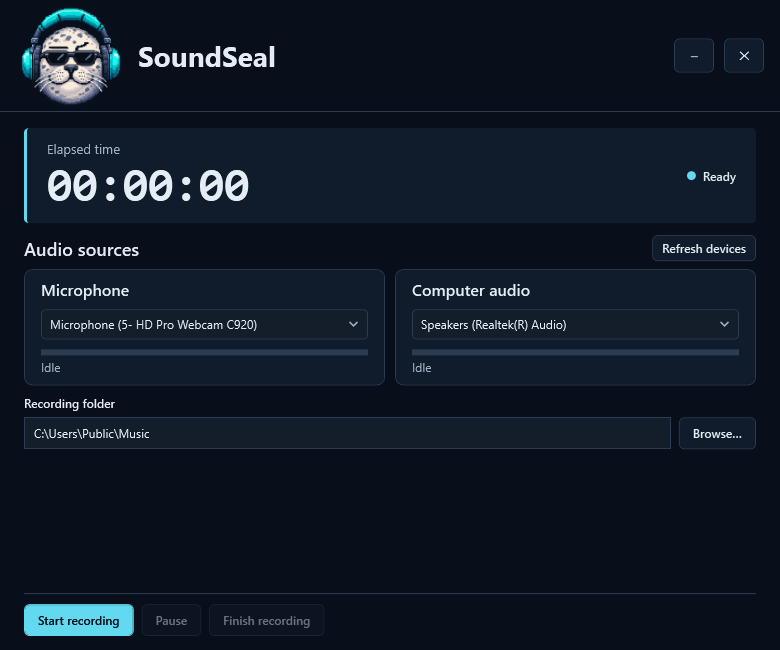 SoundSeal
Elapsed time
00:00:00
Ready
Audio sources
Refresh devices
Microphone
Microphone (5- HD Pro Webcam C920)
Idle
Computer audio
Speakers (Realtek(R) Audio)
Idle
Recording folder
C:\Users\Public\Music
Browse...
Start recording
Pause
Finish recording